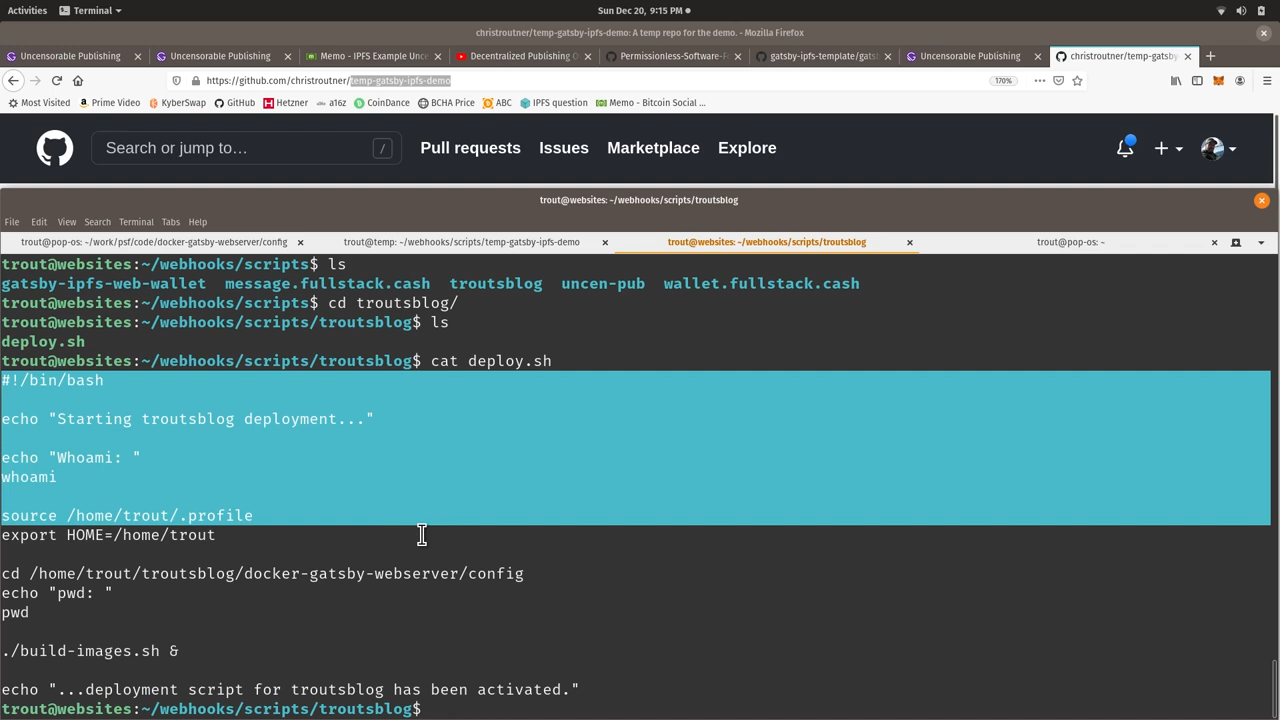 Activities Terminal Sun Dec 20, 9:15 PM
christroutner/temp-gatsby-ipfs-demo: A temp repo for the demo. - Mozilla Firefox
Uncensorable Publishing Uncensorable Publishing Memo - IPFS Example Unce Decentralized Publishing O Permissionless-Software-F gatsby-ipfs-template/gats Uncensorable Publishing christroutner/temp-gatsby
https://github.com/christroutner/temp-gatsby-ipfs-demo 170%
Most Visited Prime Video KyberSwap GitHub Hetzner a16z CoinDance BCHA Price ABC IPFS question Memo - Bitcoin Social ...
Search or jump to… / Pull requests Issues Marketplace Explore
trout@websites: ~/webhooks/scripts/troutsblog
File Edit View Search Terminal Tabs Help
trout@pop-os: ~/work/psf/code/docker-gatsby-webserver/config trout@temp: ~/webhooks/scripts/temp-gatsby-ipfs-demo trout@websites: ~/webhooks/scripts/troutsblog trout@pop-os: ~
trout@websites:~/webhooks/scripts$ ls
gatsby-ipfs-web-wallet message.fullstack.cash troutsblog uncen-pub wallet.fullstack.cash
trout@websites:~/webhooks/scripts$ cd troutsblog/
trout@websites:~/webhooks/scripts/troutsblog$ ls
deploy.sh
trout@websites:~/webhooks/scripts/troutsblog$ cat deploy.sh
#!/bin/bash
echo "Starting troutsblog deployment..."
echo "Whoami: "
whoami
source /home/trout/.profile
export HOME=/home/trout
cd /home/trout/troutsblog/docker-gatsby-webserver/config
echo "pwd: "
pwd
./build-images.sh &
echo "...deployment script for troutsblog has been activated."
trout@websites:~/webhooks/scripts/troutsblog$